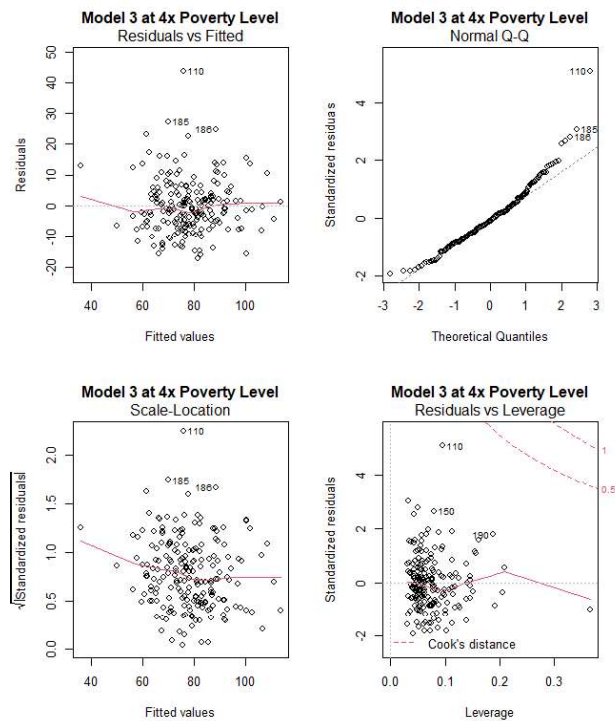 Model 3 at 4x Poverty Level
Residuals vs Fitted
Residuals
50
40
30
20
10
0
-10
-20
110
185
186
40 60 80 100
Fitted values
Model 3 at 4x Poverty Level
Normal Q-Q
Standardized residuals
4
2
0
-2
110
185
186
-3 -2 -1 0 1 2 3
Theoretical Quantiles
Model 3 at 4x Poverty Level
Scale-Location
√|Standardized residuals|
2.0
1.5
1.0
0.5
0.0
110
185
186
40 60 80 100
Fitted values
Model 3 at 4x Poverty Level
Residuals vs Leverage
Standardized residuals
4
2
0
-2
110
150
190
1
0.5
Cook's distance
0.0 0.1 0.2 0.3
Leverage